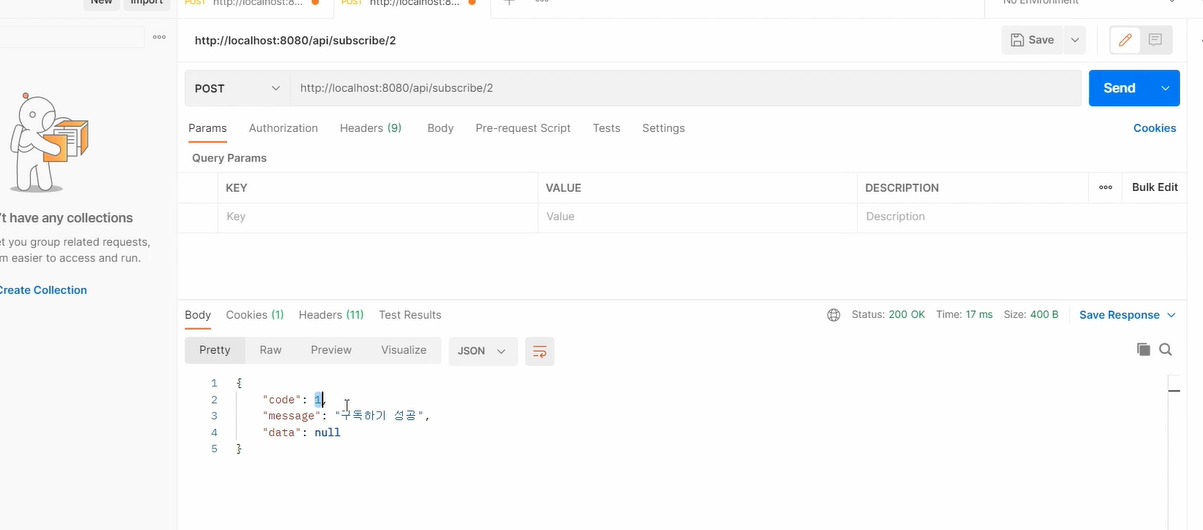 New Import
POST http://localhost:8... POST http://localhost:8... No Environment
http://localhost:8080/api/subscribe/2 Save
POST http://localhost:8080/api/subscribe/2 Send
Params Authorization Headers (9) Body Pre-request Script Tests Settings Cookies
Query Params
KEY VALUE DESCRIPTION Bulk Edit
Key Value Description
't have any collections
et you group related requests,
m easier to access and run.
Create Collection
Body Cookies (1) Headers (11) Test Results Status: 200 OK Time: 17 ms Size: 400 B Save Response
Pretty Raw Preview Visualize JSON
1 {
2 "code": 1,
3 "message": "구독하기 성공",
4 "data": null
5 }